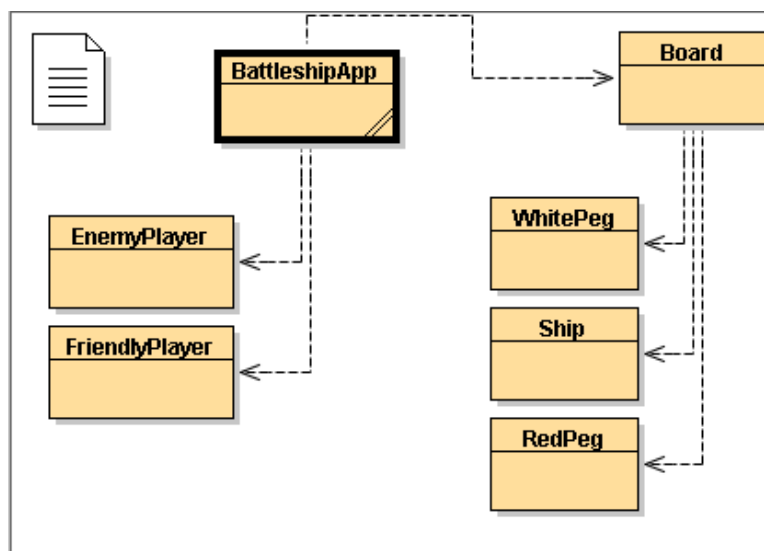 BattleshipApp
Board
EnemyPlayer
WhitePeg
FriendlyPlayer
Ship
RedPeg